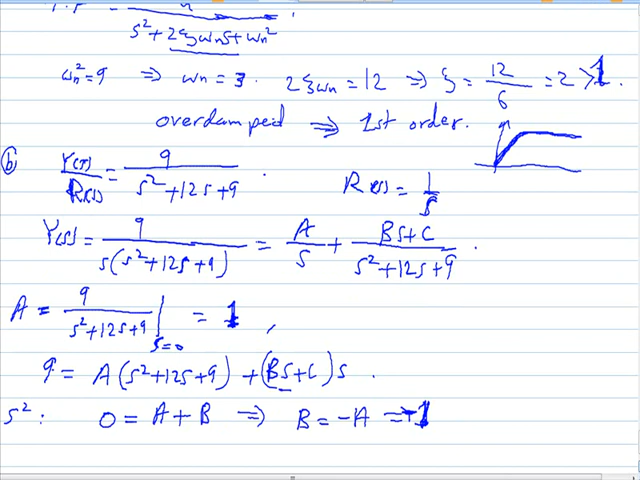 s² + 2ξωns + ωn²
ωn² = 9 ⇒ ωn = 3. 2ξωn = 12 ⇒ ξ = 12/6 = 2 > 1.
overdamped ⇒ 1st order.
(b) Y(s)/R(s) = 9/(s² + 12s + 9). R(s) = 1/s
Y(s) = 9/(s(s² + 12s + 9)) = A/s + (Bs + C)/(s² + 12s + 9).
A = 9/(s² + 12s + 9) |s=0 = 1,
9 = A(s² + 12s + 9) + (Bs + C)s.
s²: 0 = A + B ⇒ B = -A = -1